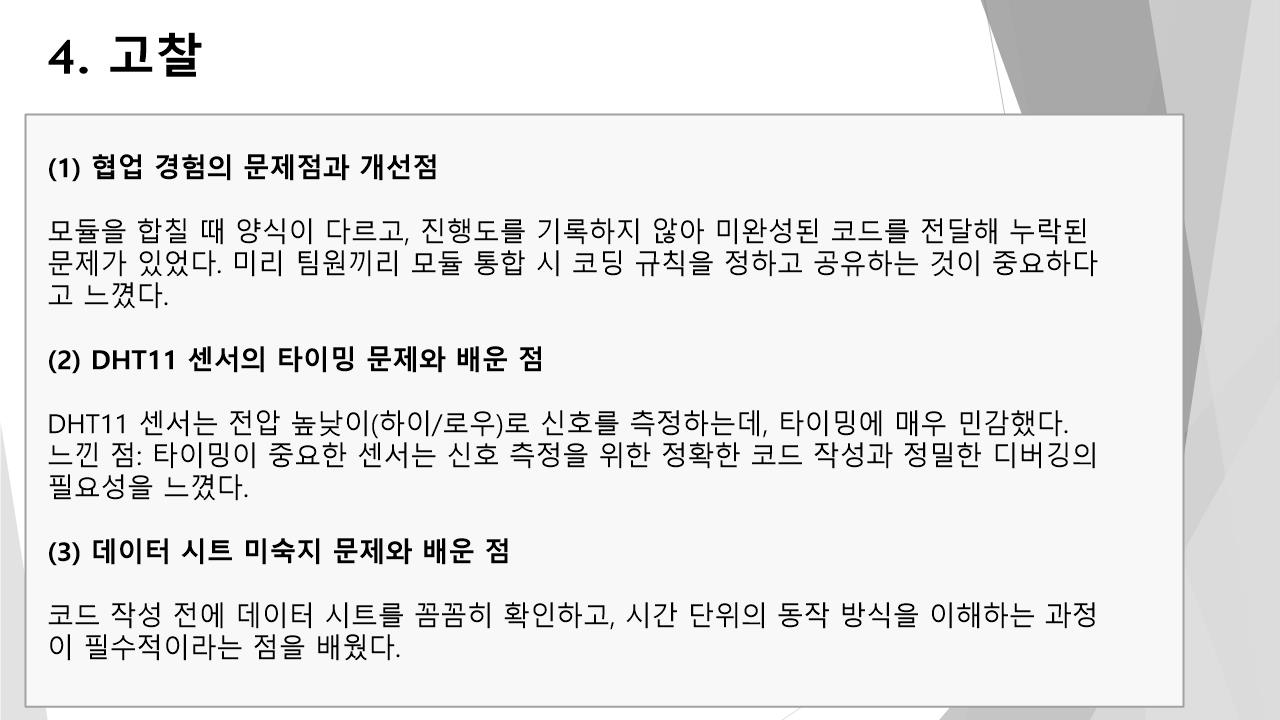 4. 고찰
(1) 협업 경험의 문제점과 개선점
모듈을 합칠 때 양식이 다르고, 진행도를 기록하지 않아 미완성된 코드를 전달해 누락된
문제가 있었다. 미리 팀원끼리 모듈 통합 시 코딩 규칙을 정하고 공유하는 것이 중요하다
고 느꼈다.
(2) DHT11 센서의 타이밍 문제와 배운 점
DHT11 센서는 전압 높낮이(하이/로우)로 신호를 측정하는데, 타이밍에 매우 민감했다.
느낀 점: 타이밍이 중요한 센서는 신호 측정을 위한 정확한 코드 작성과 정밀한 디버깅의
필요성을 느꼈다.
(3) 데이터 시트 미숙지 문제와 배운 점
코드 작성 전에 데이터 시트를 꼼꼼히 확인하고, 시간 단위의 동작 방식을 이해하는 과정
이 필수적이라는 점을 배웠다.